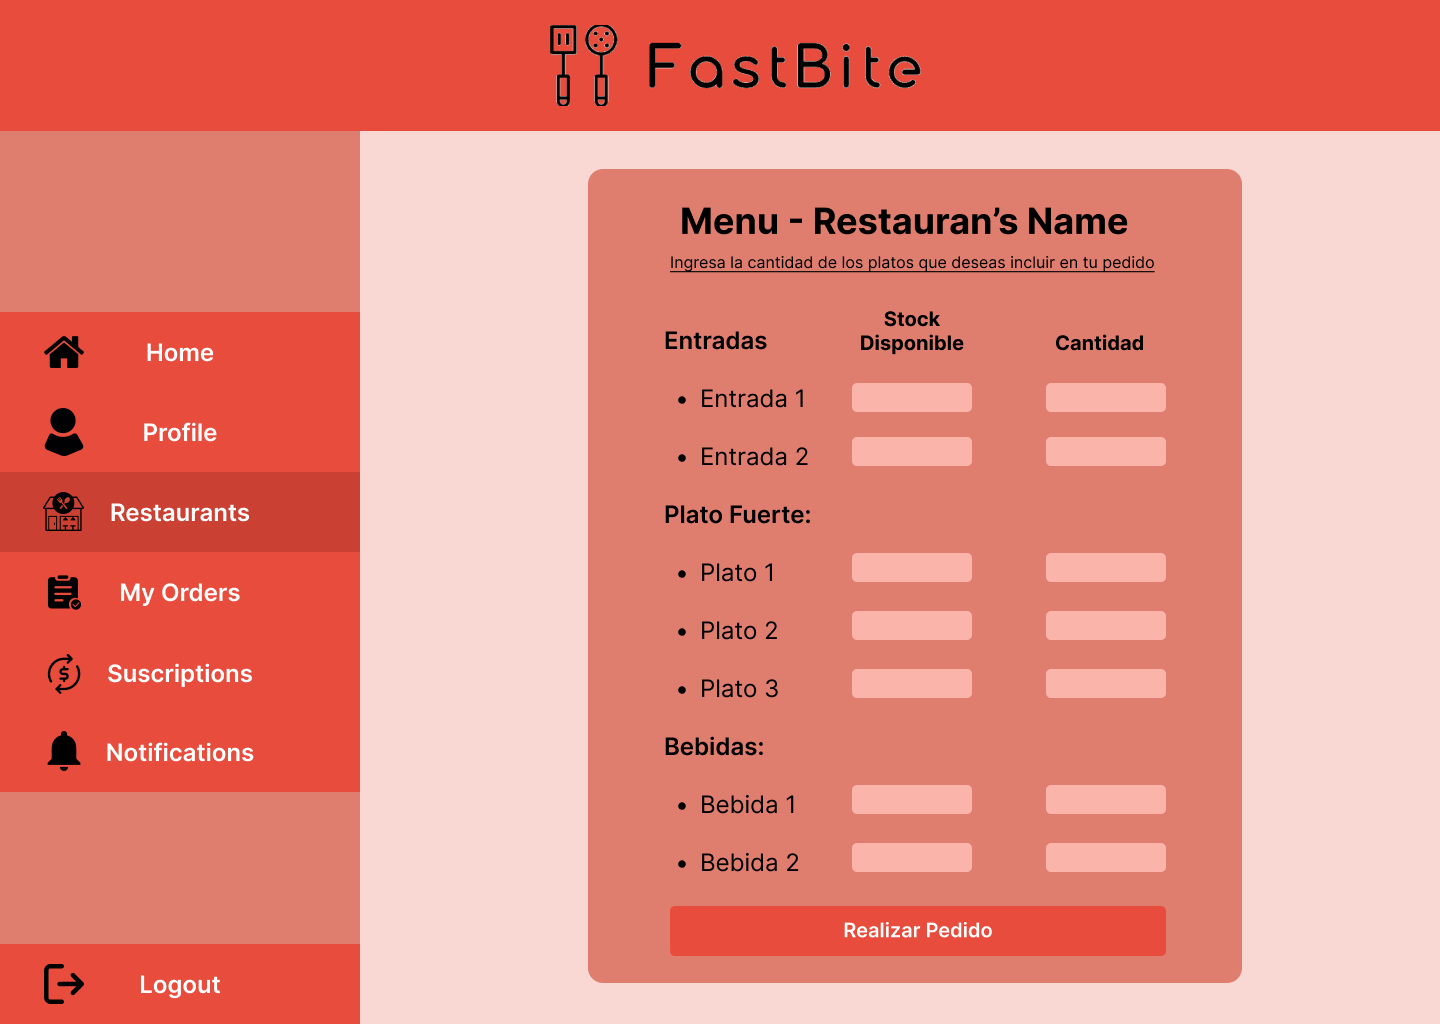 FastBite
Home
Profile
Restaurants
My Orders
Suscriptions
Notifications
Logout
Menu - Restauran’s Name
Ingresa la cantidad de los platos que deseas incluir en tu pedido
Entradas
Stock
Disponible
Cantidad
• Entrada 1
• Entrada 2
Plato Fuerte:
• Plato 1
• Plato 2
• Plato 3
Bebidas:
• Bebida 1
• Bebida 2
Realizar Pedido